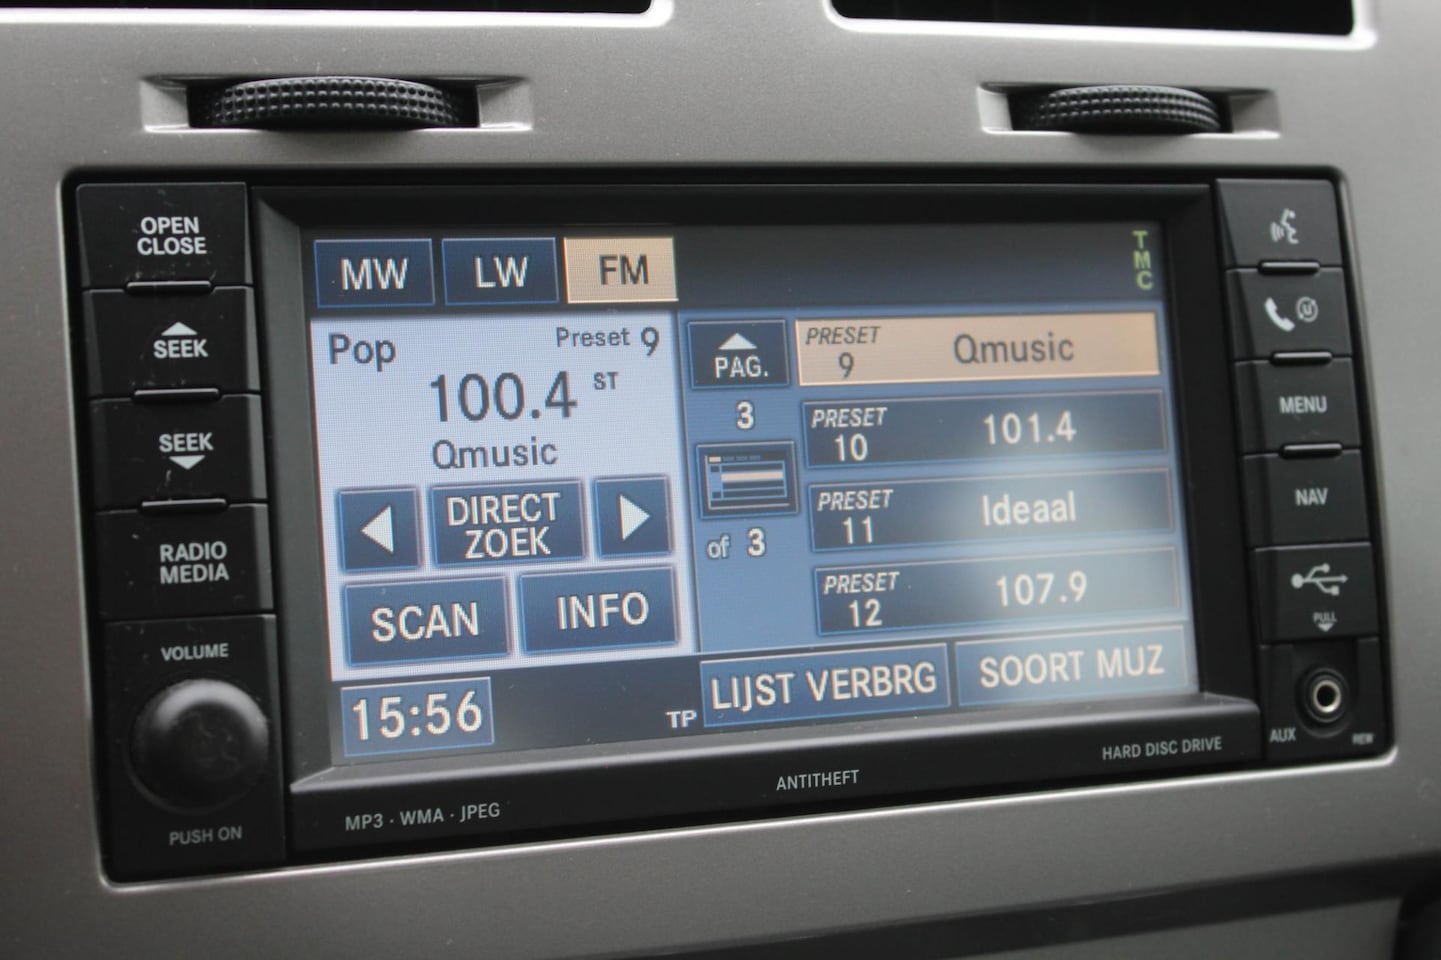 OPEN
CLOSE
SEEK
SEEK
RADIO
MEDIA
VOLUME
PUSH ON
MW LW FM
TMC
Pop Preset 9
100.4 ST
Qmusic
DIRECT
ZOEK
SCAN INFO
15:56
TP
PAG.
3
of 3
PRESET
9 Qmusic
PRESET
10 101.4
PRESET
11 Ideaal
PRESET
12 107.9
LIJST VERBRG SOORT MUZ
MENU
NAV
PULL
AUX
MP3 · WMA · JPEG
ANTITHEFT
HARD DISC DRIVE